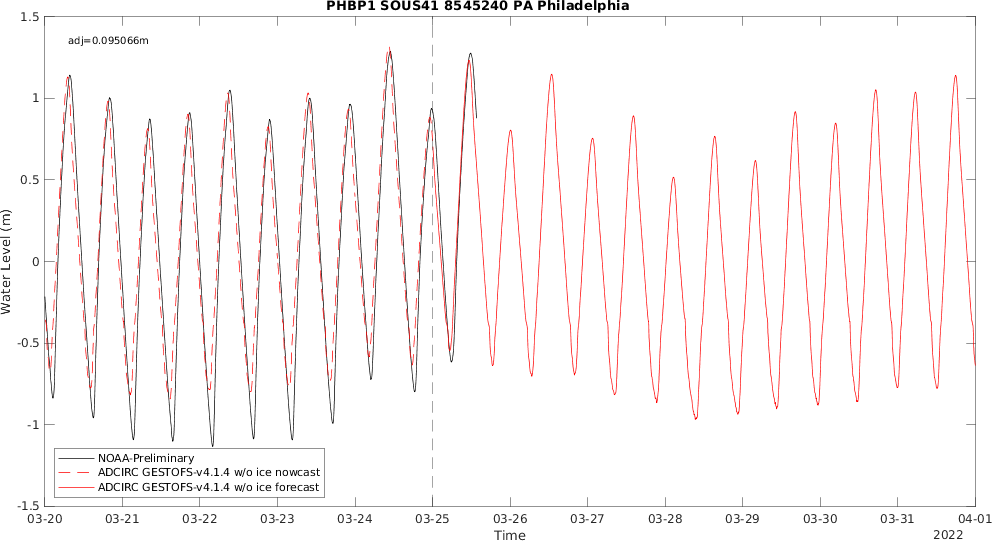 PHBP1 SOUS41 8545240 PA Philadelphia
adj=0.095066m
1.5
1
0.5
0
-0.5
-1
-1.5
Water Level (m)
NOAA-Preliminary
ADCIRC GESTOFS-v4.1.4 w/o ice nowcast
ADCIRC GESTOFS-v4.1.4 w/o ice forecast
03-20 03-21 03-22 03-23 03-24 03-25 03-26 03-27 03-28 03-29 03-30 03-31 04-01
Time
2022